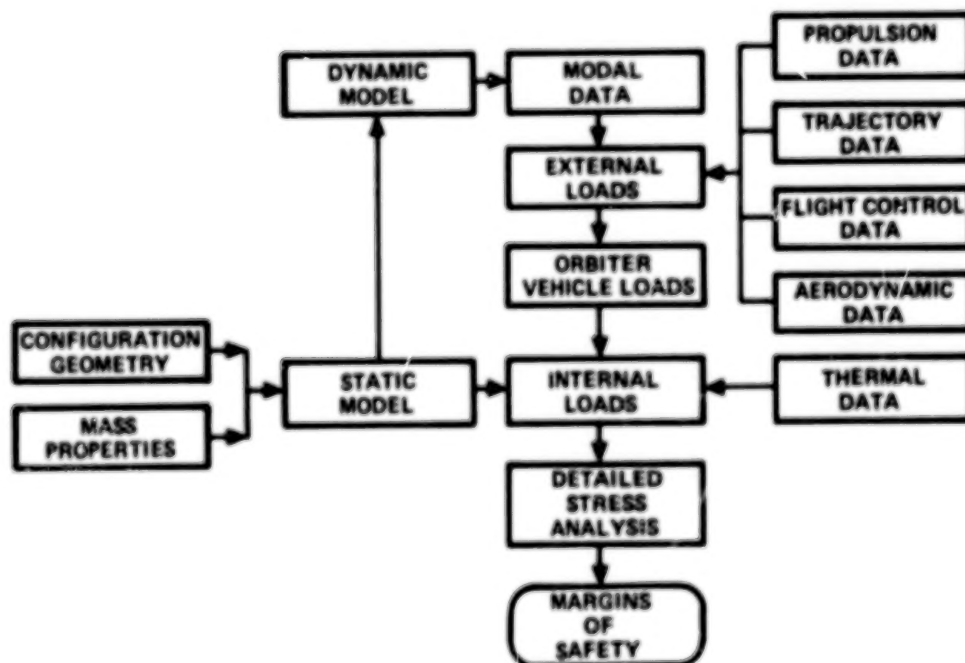 PROPULSION
DATA
DYNAMIC
MODEL
MODAL
DATA
TRAJECTORY
DATA
EXTERNAL
LOADS
FLIGHT CONTROL
DATA
ORBITER
VEHICLE LOADS
AERODYNAMIC
DATA
CONFIGURATION
GEOMETRY
MASS
PROPERTIES
STATIC
MODEL
INTERNAL
LOADS
THERMAL
DATA
DETAILED
STRESS
ANALYSIS
MARGINS
OF
SAFETY